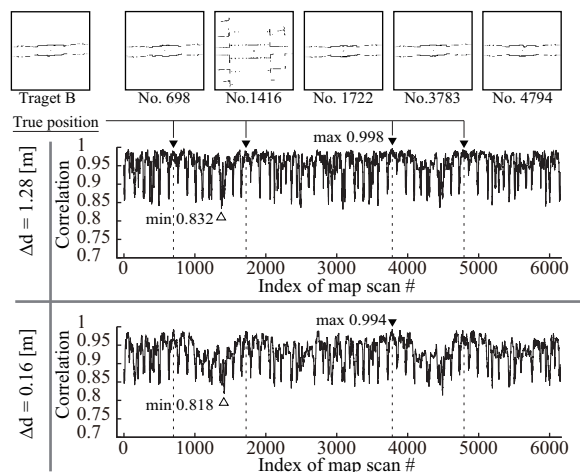 Traget B
No. 698
No.1416
No. 1722
No.3783
No. 4794
True position
Δd = 1.28 [m]
Correlation
1
0.95
0.9
0.85
0.8
0.75
0.7
max 0.998
min 0.832
0 1000 2000 3000 4000 5000 6000
Index of map scan #
Δd = 0.16 [m]
Correlation
1
0.95
0.9
0.85
0.8
0.75
0.7
max 0.994
min 0.818
0 1000 2000 3000 4000 5000 6000
Index of map scan #